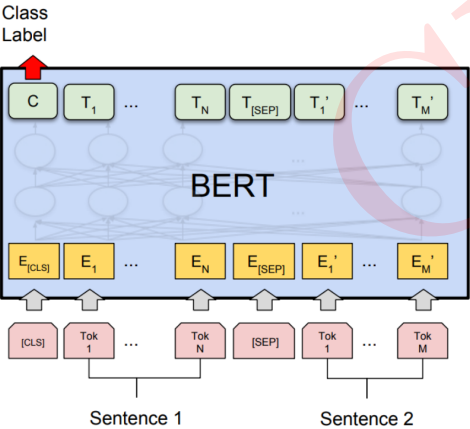 Class
Label
C T1 ... TN T[SEP] T1' ... TM'
...
BERT
...
E[CLS] E1 ... EN E[SEP] E1' ... EM'
[CLS] Tok 1 ... Tok N [SEP] Tok 1 ... Tok M
Sentence 1 Sentence 2